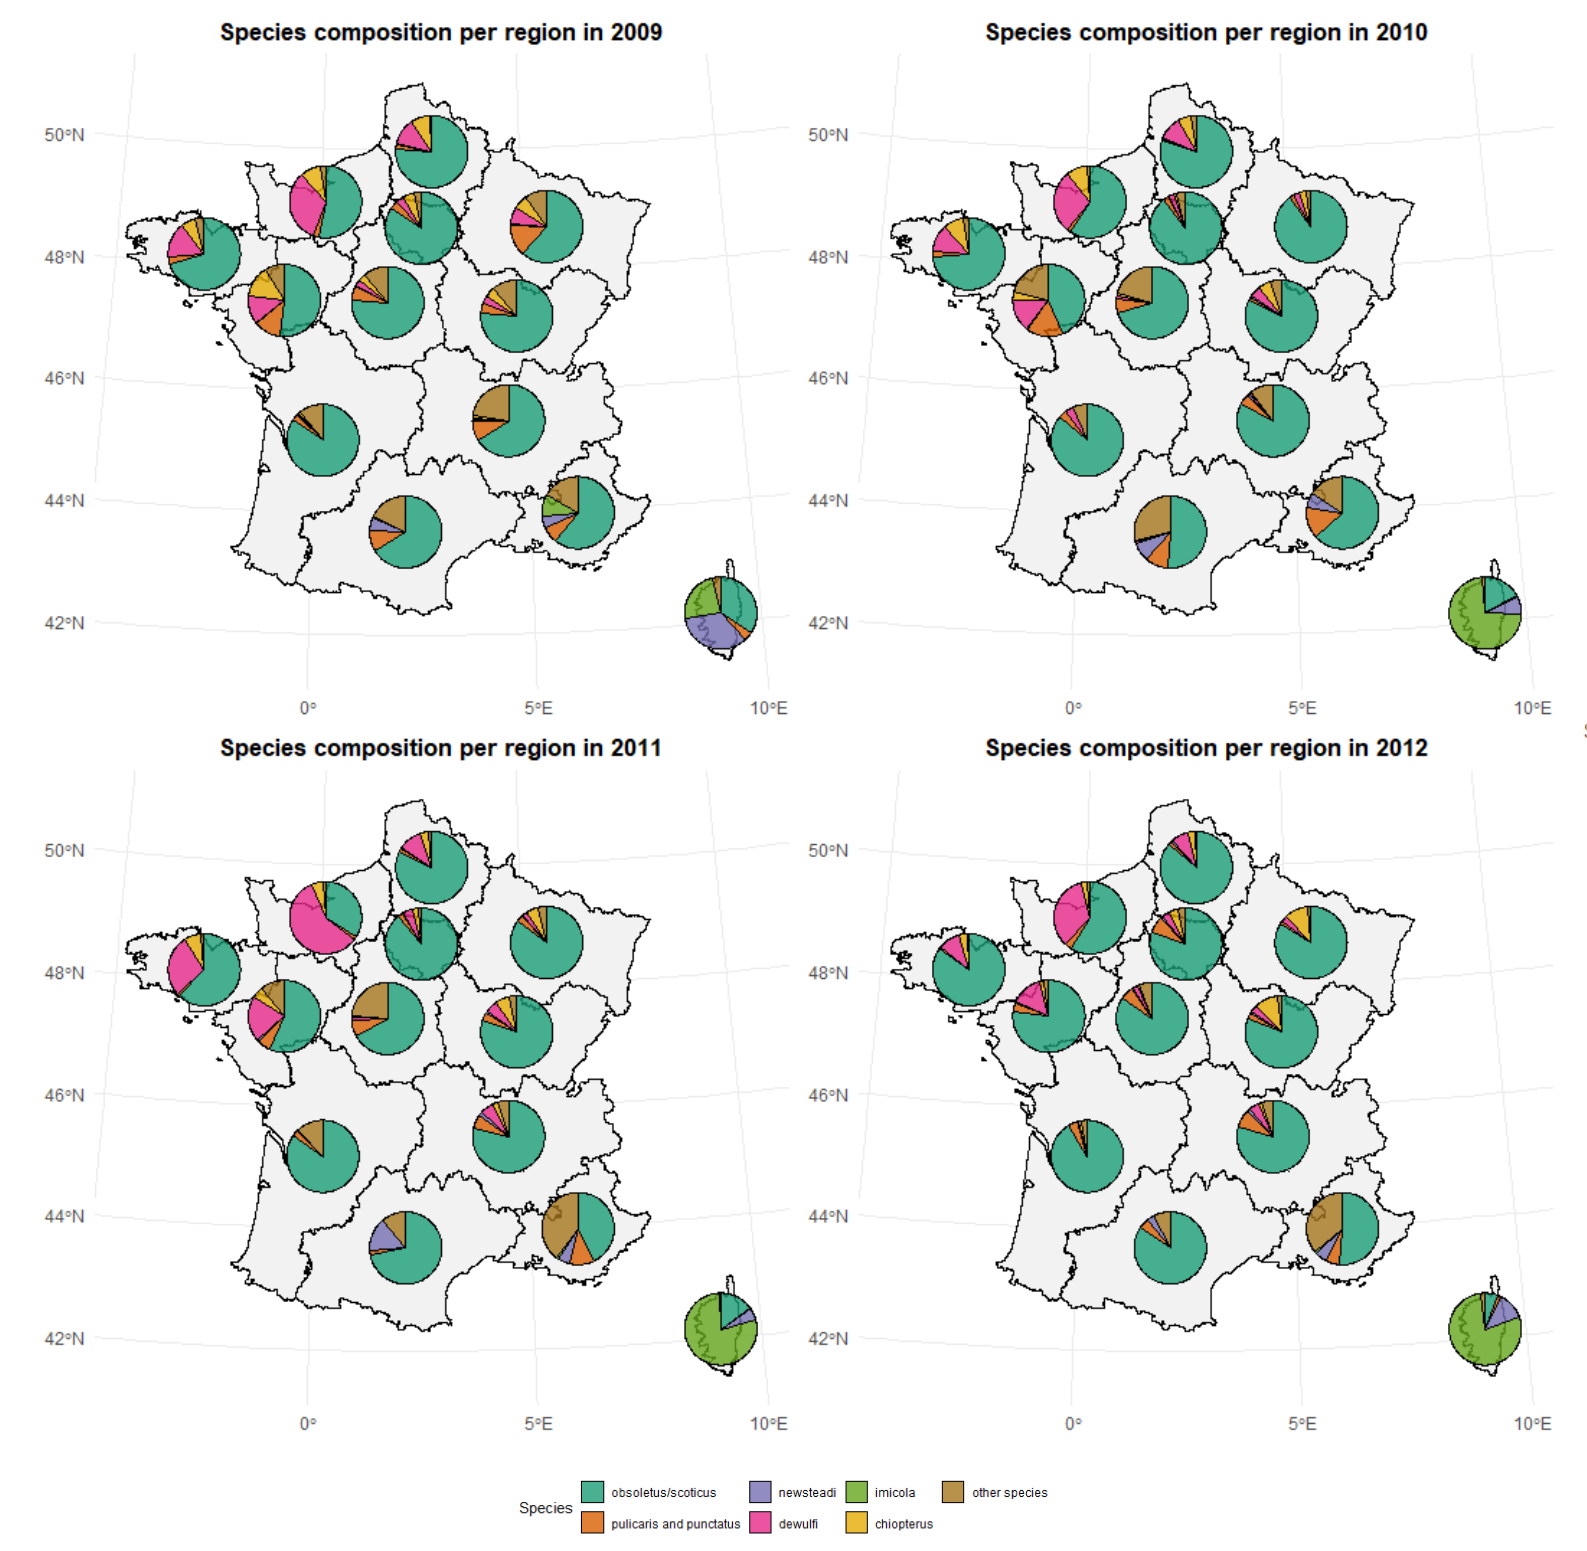 Species composition per region in 2009
Species composition per region in 2010
50°N
48°N
46°N
44°N
42°N
0°
5°E
10°E
50°N
48°N
46°N
44°N
42°N
0°
5°E
10°E
Species composition per region in 2011
Species composition per region in 2012
50°N
48°N
46°N
44°N
42°N
0°
5°E
10°E
50°N
48°N
46°N
44°N
42°N
0°
5°E
10°E
Species
obsoletus/scoticus
newsteadi
imicola
other species
pulicaris and punctatus
dewulfi
chiopterus